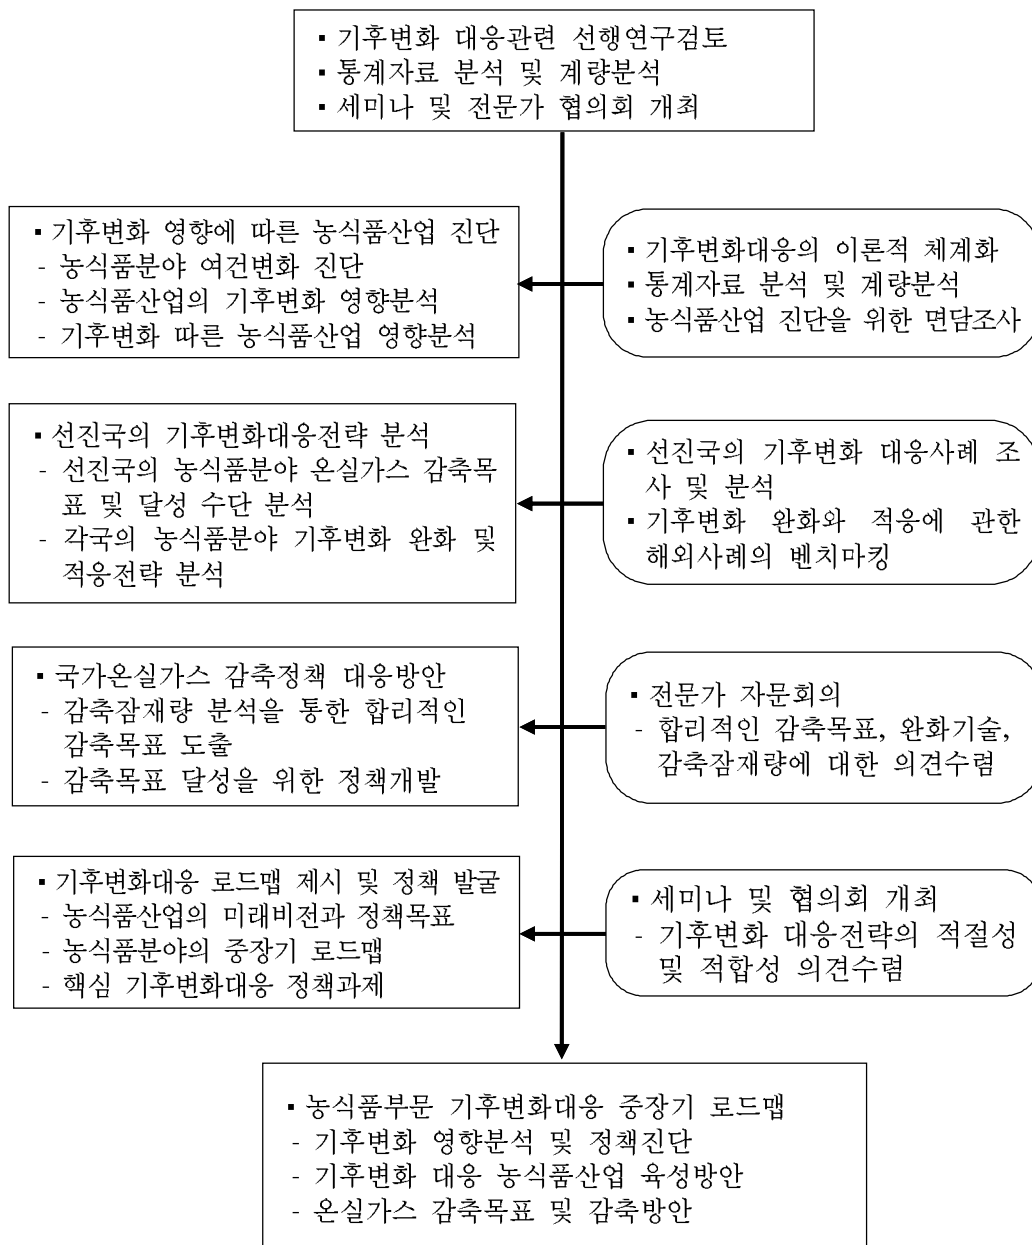 ▪ 기후변화 대응관련 선행연구검토
▪ 통계자료 분석 및 계량분석
▪ 세미나 및 전문가 협의회 개최
▪ 기후변화 영향에 따른 농식품산업 진단
- 농식품분야 여건변화 진단
- 농식품산업의 기후변화 영향분석
- 기후변화 따른 농식품산업 영향분석
▪ 기후변화대응의 이론적 체계화
▪ 통계자료 분석 및 계량분석
▪ 농식품산업 진단을 위한 면담조사
▪ 선진국의 기후변화대응전략 분석
- 선진국의 농식품분야 온실가스 감축목
표 및 달성 수단 분석
- 각국의 농식품분야 기후변화 완화 및
적응전략 분석
▪ 선진국의 기후변화 대응사례 조
사 및 분석
▪ 기후변화 완화와 적응에 관한
해외사례의 벤치마킹
▪ 국가온실가스 감축정책 대응방안
- 감축잠재량 분석을 통한 합리적인
감축목표 도출
- 감축목표 달성을 위한 정책개발
▪ 전문가 자문회의
- 합리적인 감축목표, 완화기술,
감축잠재량에 대한 의견수렴
▪ 기후변화대응 로드맵 제시 및 정책 발굴
- 농식품산업의 미래비전과 정책목표
- 농식품분야의 중장기 로드맵
- 핵심 기후변화대응 정책과제
▪ 세미나 및 협의회 개최
- 기후변화 대응전략의 적절성
및 적합성 의견수렴
▪ 농식품부문 기후변화대응 중장기 로드맵
- 기후변화 영향분석 및 정책진단
- 기후변화 대응 농식품산업 육성방안
- 온실가스 감축목표 및 감축방안